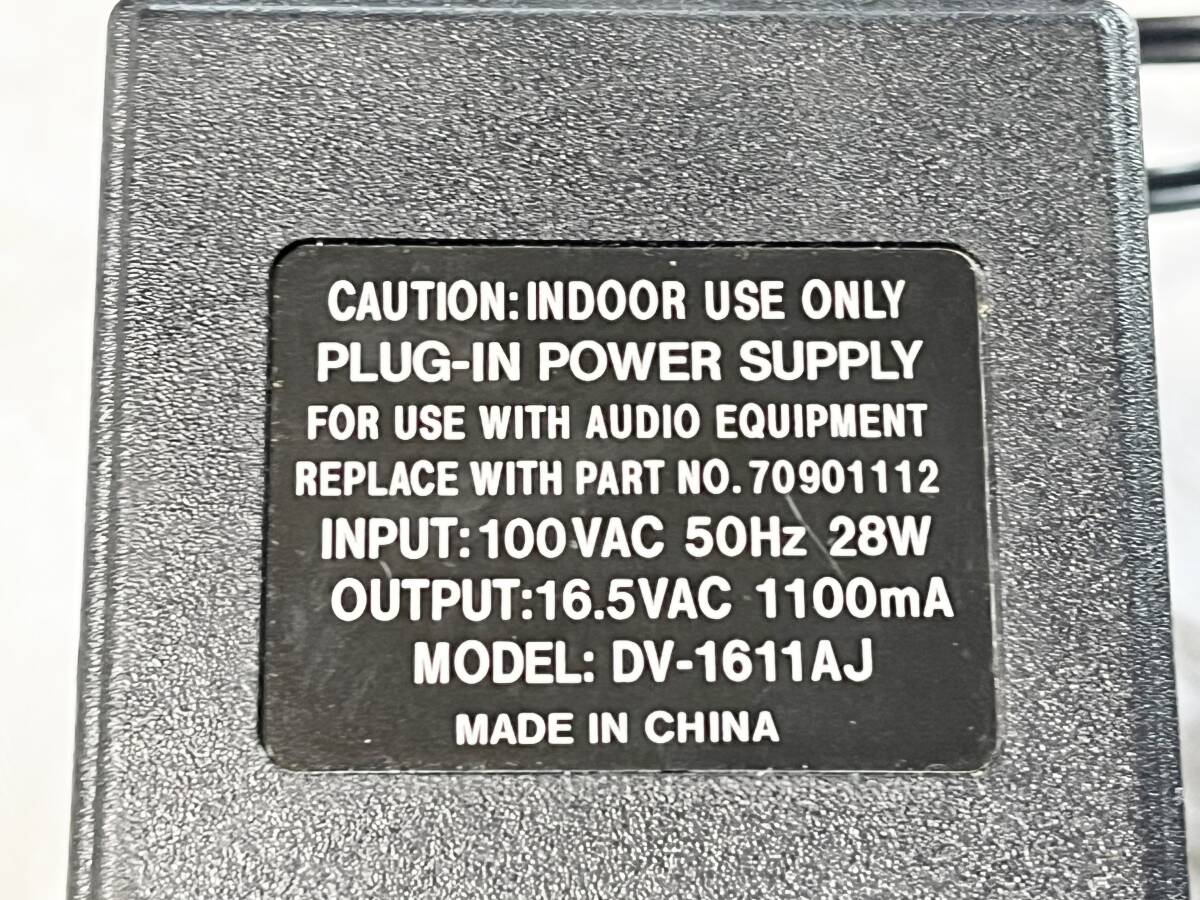 CAUTION: INDOOR USE ONLY
PLUG-IN POWER SUPPLY
FOR USE WITH AUDIO EQUIPMENT
REPLACE WITH PART NO. 70901112
INPUT: 100VAC 50Hz 28W
OUTPUT: 16.5VAC 1100mA
MODEL: DV-1611AJ
MADE IN CHINA